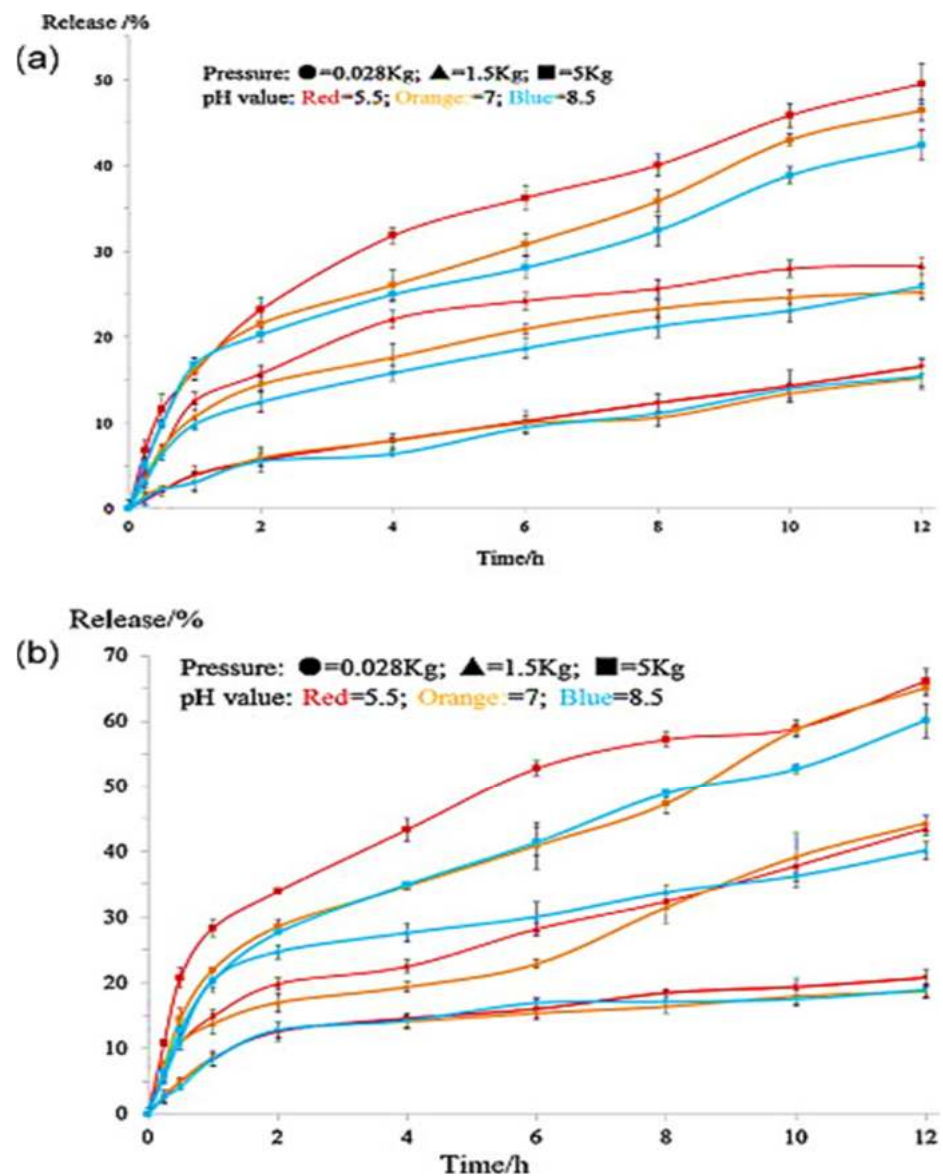 Release /%
(a)
Pressure: ●=0.028Kg; ▲=1.5Kg; ■=5Kg
pH value: Red=5.5; Orange:=7; Blue=8.5
50
40
30
20
10
0
0 2 4 6 8 10 12
Time/h
Release/%
(b)
70
Pressure: ●=0.028Kg; ▲=1.5Kg; ■=5Kg
pH value: Red=5.5; Orange:=7; Blue=8.5
60
50
40
30
20
10
0
0 2 4 6 8 10 12
Time/h